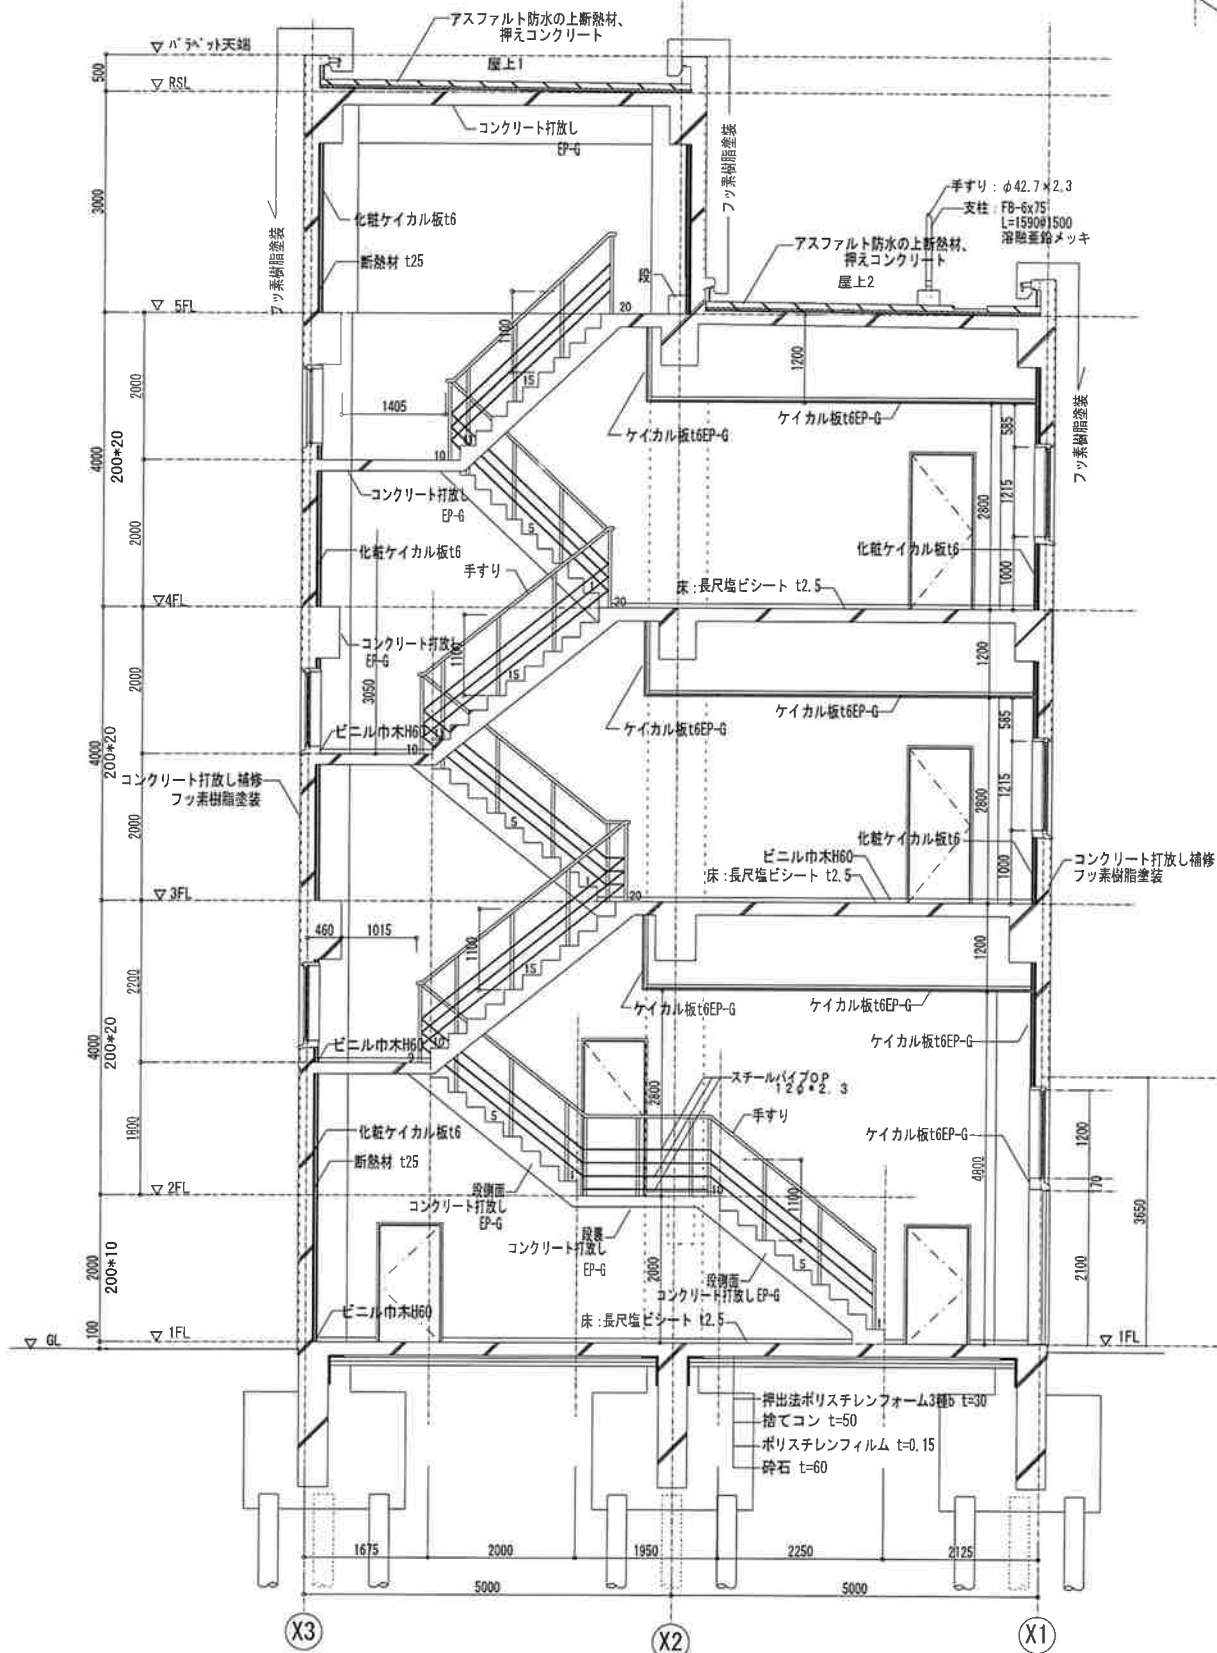 アスファルト防水の上断熱材、
押えコンクリート
▽ パラペット天端
屋上1
500
▽ RSL
コンクリート打放し
EP-G
フッ素樹脂塗装
手すり：φ42.7×2.3
支柱：FB-6x75
L=1590@1500
溶融亜鉛メッキ
3000
化粧ケイカル板t6
フッ素樹脂塗装
アスファルト防水の上断熱材、
押えコンクリート
断熱材 t25
段
屋上2
▽ 5FL
20
1100
1200
2000
15
フッ素樹脂塗装
1405
ケイカル板t6EP-G
ケイカル板t6EP-G
585
4000
200*20
10
11
コンクリート打放し
EP-G
1215
2800
2000
5
化粧ケイカル板t6
化粧ケイカル板t6
手すり
1000
床：長尺塩ビシート t2.5
1
▽4FL
20
コンクリート打放し
EP-G
1100
1200
2000
3050
15
ケイカル板t6EP-G
ケイカル板t6EP-G
585
ビニル巾木H60
10
4000
200*20
コンクリート打放し補修
フッ素樹脂塗装
1215
2800
2000
5
化粧ケイカル板t6
ビニル巾木H60
床：長尺塩ビシート t2.5
1000
コンクリート打放し補修
フッ素樹脂塗装
▽ 3FL
20
460
1015
1100
1200
2200
15
ケイカル板t6EP-G
ケイカル板t6EP-G
4000
200*20
ビニル巾木H60
10
9
ケイカル板t6EP-G
スチールパイプOP
12φ*2.3
2800
手すり
5
1800
化粧ケイカル板t6
ケイカル板t6EP-G
1200
断熱材 t25
4800
170
▽ 2FL
1
10
段側面
コンクリート打放し
EP-G
1100
3650
段裏
コンクリート打放し
EP-G
2000
200*10
2000
5
段側面
コンクリート打放しEP-G
2100
ビニル巾木H60
床：長尺塩ビシート t2.5
1
100
▽ GL
▽ 1FL
▽ 1FL
押出法ポリスチレンフォーム3種b t=30
捨てコン t=50
ポリスチレンフィルム t=0.15
砕石 t=60
1675
2000
1950
2250
2125
5000
5000
X3
X2
X1